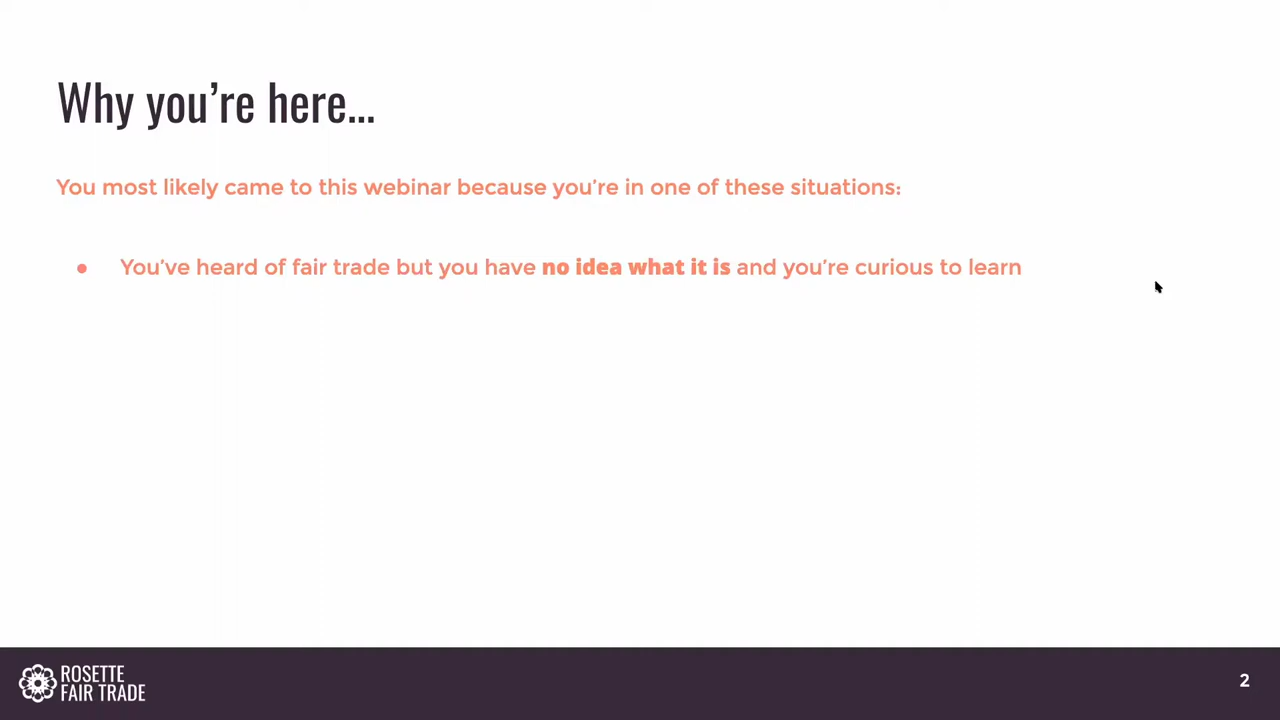 Why you’re here...
You most likely came to this webinar because you’re in one of these situations:
● You’ve heard of fair trade but you have no idea what it is and you’re curious to learn
ROSETTE
FAIR TRADE
2